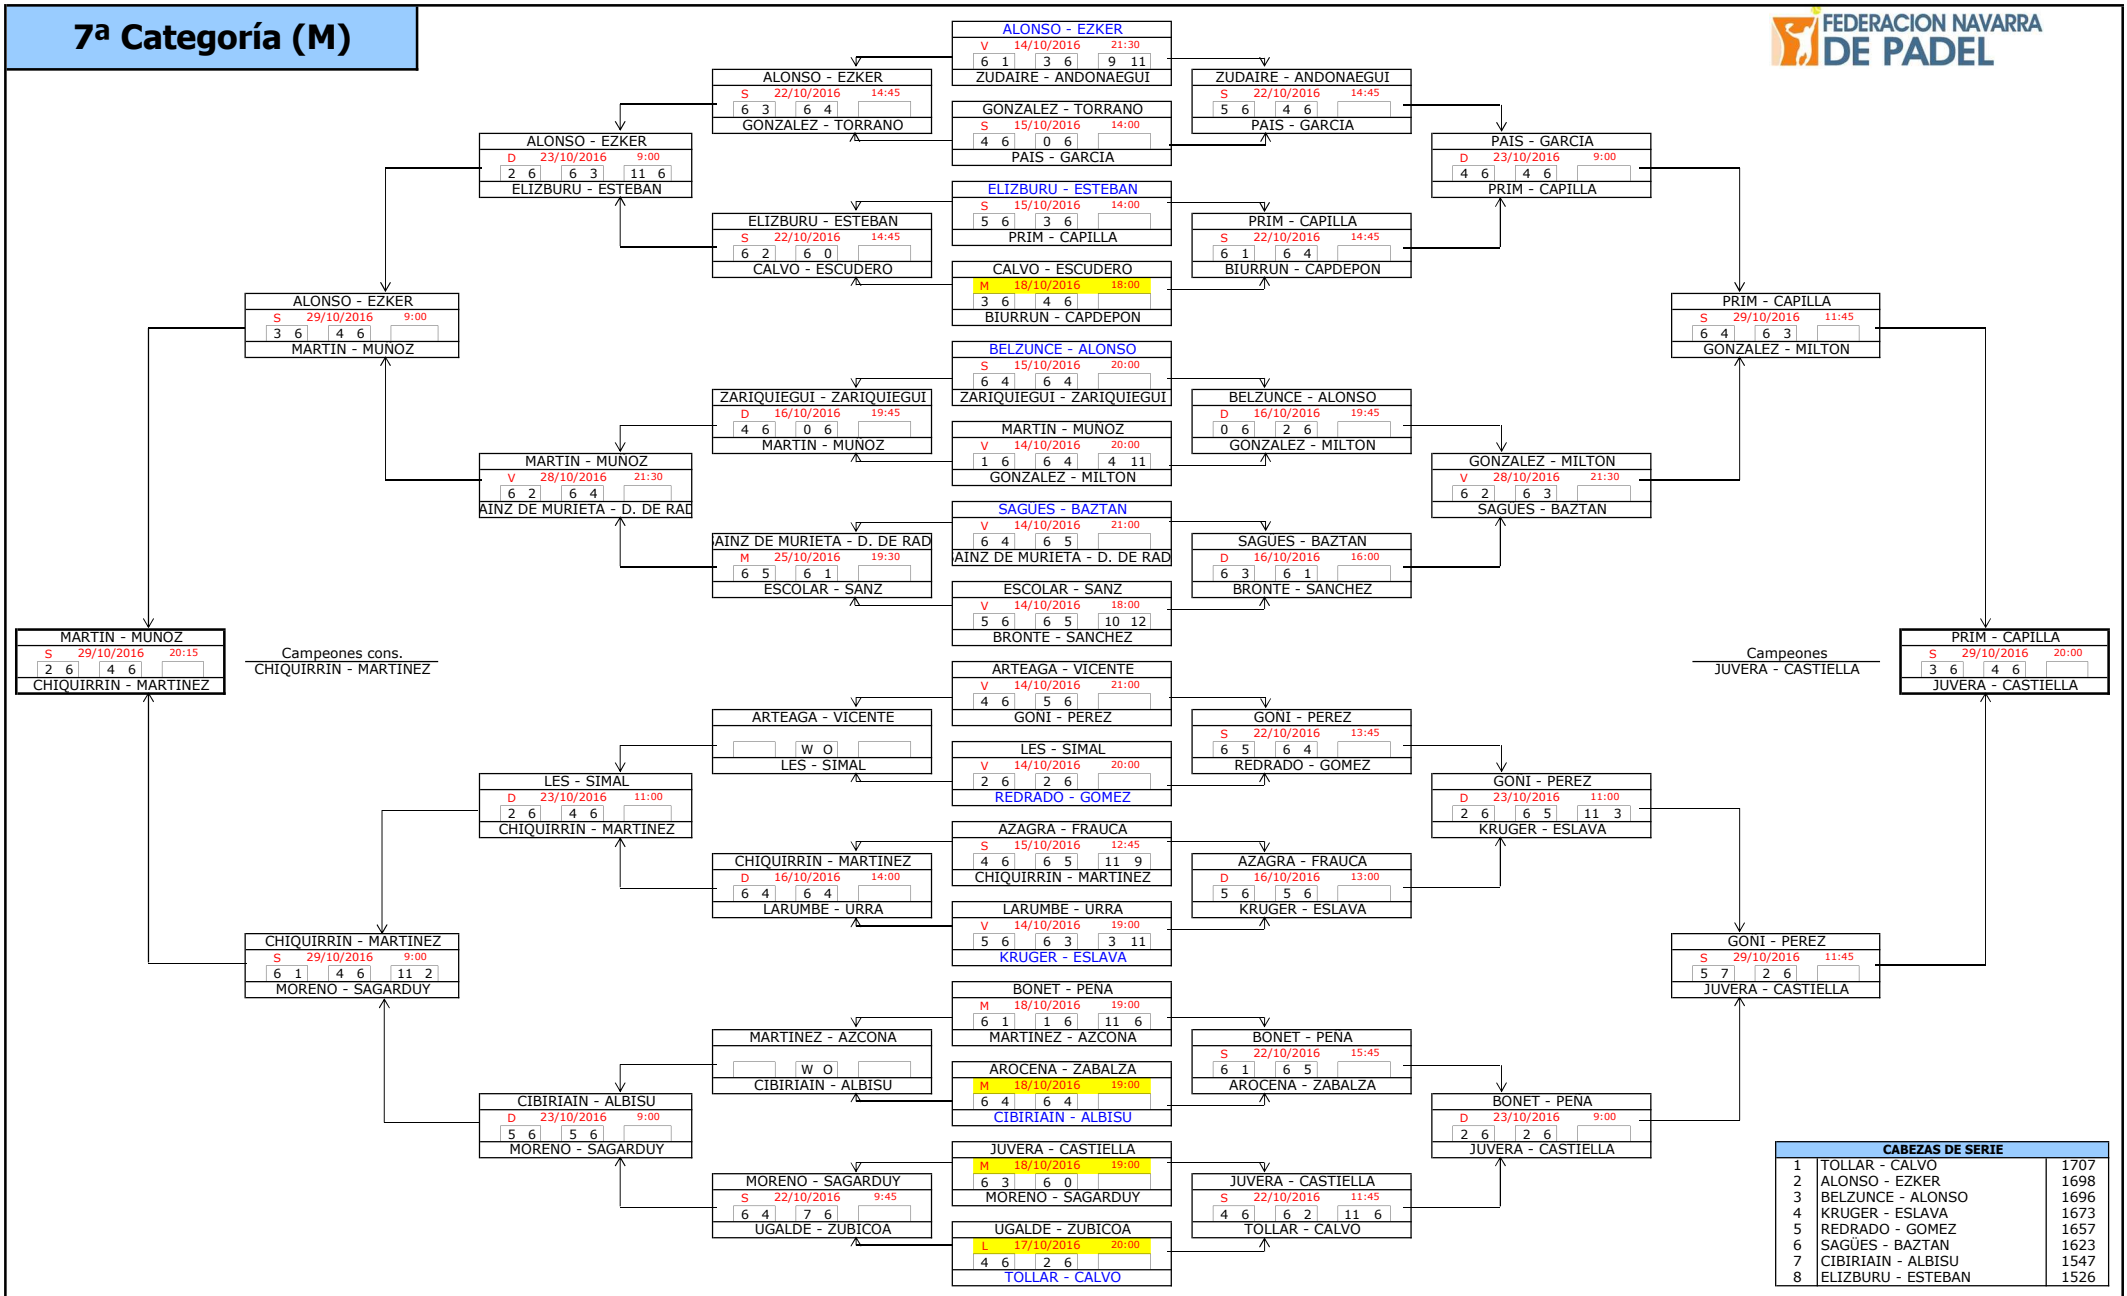 7ª Categoría (M)
FEDERACION NAVARRA
DE PADEL
MARTIN - MUÑOZ
S 29/10/2016 20:15
2 6 4 6
CHIQUIRRIN - MARTINEZ
Campeones cons.
CHIQUIRRIN - MARTINEZ
ALONSO - EZKER
S 29/10/2016 9:00
3 6 4 6
MARTIN - MUÑOZ
CHIQUIRRIN - MARTINEZ
S 29/10/2016 9:00
6 1 4 6 11 2
MORENO - SAGARDUY
ALONSO - EZKER
D 23/10/2016 9:00
2 6 6 3 11 6
ELIZBURU - ESTEBAN
MARTIN - MUÑOZ
V 28/10/2016 21:30
6 2 6 4
AINZ DE MURIETA - D. DE RAD
LES - SIMAL
D 23/10/2016 11:00
2 6 4 6
CHIQUIRRIN - MARTINEZ
CIBIRIAIN - ALBISU
D 23/10/2016 9:00
5 6 5 6
MORENO - SAGARDUY
ALONSO - EZKER
S 22/10/2016 14:45
6 3 6 4
GONZALEZ - TORRANO
ELIZBURU - ESTEBAN
S 22/10/2016 14:45
6 2 6 0
CALVO - ESCUDERO
ZARIQUIEGUI - ZARIQUIEGUI
D 16/10/2016 19:45
4 6 0 6
MARTIN - MUÑOZ
AINZ DE MURIETA - D. DE RAD
M 25/10/2016 19:30
6 5 6 1
ESCOLAR - SANZ
ARTEAGA - VICENTE
W O
LES - SIMAL
CHIQUIRRIN - MARTINEZ
D 16/10/2016 14:00
6 4 6 4
LARUMBE - URRA
MARTINEZ - AZCONA
W O
CIBIRIAIN - ALBISU
MORENO - SAGARDUY
S 22/10/2016 9:45
6 4 7 6
UGALDE - ZUBICOA
ALONSO - EZKER
V 14/10/2016 21:30
6 1 3 6 9 11
ZUDAIRE - ANDONAEGUI
GONZALEZ - TORRANO
S 15/10/2016 14:00
4 6 0 6
PAIS - GARCIA
ELIZBURU - ESTEBAN
S 15/10/2016 14:00
5 6 3 6
PRIM - CAPILLA
CALVO - ESCUDERO
M 18/10/2016 18:00
3 6 4 6
BIURRUN - CAPDEPON
BELZUNCE - ALONSO
S 15/10/2016 20:00
6 4 6 4
ZARIQUIEGUI - ZARIQUIEGUI
MARTIN - MUÑOZ
V 14/10/2016 20:00
1 6 6 4 4 11
GONZALEZ - MILTON
SAGÜES - BAZTAN
V 14/10/2016 21:00
6 4 6 5
AINZ DE MURIETA - D. DE RAD
ESCOLAR - SANZ
V 14/10/2016 18:00
5 6 6 5 10 12
BRONTE - SANCHEZ
ARTEAGA - VICENTE
V 14/10/2016 21:00
4 6 5 6
GOÑI - PEREZ
LES - SIMAL
V 14/10/2016 20:00
2 6 2 6
REDRADO - GOMEZ
AZAGRA - FRAUCA
S 15/10/2016 12:45
4 6 6 5 11 9
CHIQUIRRIN - MARTINEZ
LARUMBE - URRA
V 14/10/2016 19:00
5 6 6 3 3 11
KRUGER - ESLAVA
BONET - PEÑA
M 18/10/2016 19:00
6 1 1 6 11 6
MARTINEZ - AZCONA
AROCENA - ZABALZA
M 18/10/2016 19:00
6 4 6 4
CIBIRIAIN - ALBISU
JUVERA - CASTIELLA
M 18/10/2016 19:00
6 3 6 0
MORENO - SAGARDUY
UGALDE - ZUBICOA
L 17/10/2016 20:00
4 6 2 6
TOLLAR - CALVO
ZUDAIRE - ANDONAEGUI
S 22/10/2016 14:45
5 6 4 6
PAIS - GARCIA
PRIM - CAPILLA
S 22/10/2016 14:45
6 1 6 4
BIURRUN - CAPDEPON
BELZUNCE - ALONSO
D 16/10/2016 19:45
0 6 2 6
GONZALEZ - MILTON
SAGÜES - BAZTAN
D 16/10/2016 16:00
6 3 6 1
BRONTE - SANCHEZ
GOÑI - PEREZ
S 22/10/2016 13:45
6 5 6 4
REDRADO - GOMEZ
AZAGRA - FRAUCA
D 16/10/2016 13:00
5 6 5 6
KRUGER - ESLAVA
BONET - PEÑA
S 22/10/2016 15:45
6 1 6 5
AROCENA - ZABALZA
JUVERA - CASTIELLA
S 22/10/2016 11:45
4 6 6 2 11 6
TOLLAR - CALVO
PAIS - GARCIA
D 23/10/2016 9:00
4 6 4 6
PRIM - CAPILLA
GONZALEZ - MILTON
V 28/10/2016 21:30
6 2 6 3
SAGÜES - BAZTAN
GOÑI - PEREZ
D 23/10/2016 11:00
2 6 6 5 11 3
KRUGER - ESLAVA
BONET - PEÑA
D 23/10/2016 9:00
2 6 2 6
JUVERA - CASTIELLA
PRIM - CAPILLA
S 29/10/2016 11:45
6 4 6 3
GONZALEZ - MILTON
GOÑI - PEREZ
S 29/10/2016 11:45
5 7 2 6
JUVERA - CASTIELLA
Campeones
JUVERA - CASTIELLA
PRIM - CAPILLA
S 29/10/2016 20:00
3 6 4 6
JUVERA - CASTIELLA
CABEZAS DE SERIE
1 TOLLAR - CALVO 1707
2 ALONSO - EZKER 1698
3 BELZUNCE - ALONSO 1696
4 KRUGER - ESLAVA 1673
5 REDRADO - GOMEZ 1657
6 SAGÜES - BAZTAN 1623
7 CIBIRIAIN - ALBISU 1547
8 ELIZBURU - ESTEBAN 1526